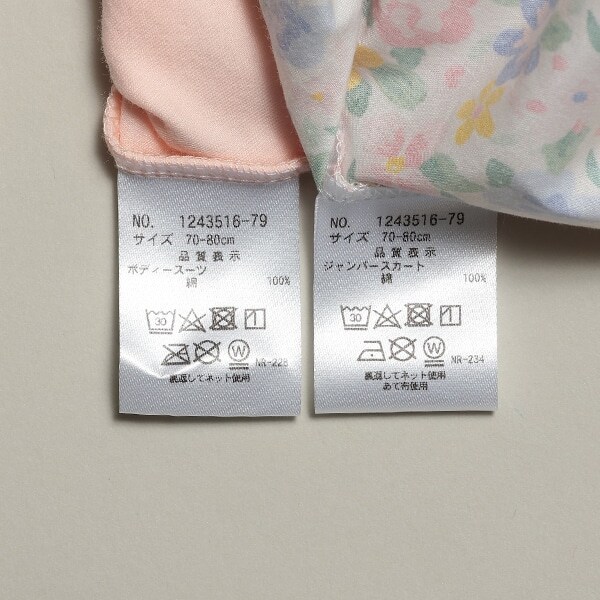 NO. 1243516-79
サイズ 70-80cm
品質表示
ボディースーツ
綿 100%
30
W
NR-228
裏返してネット使用
NO. 1243516-79
サイズ 70-80cm
品質表示
ジャンパースカート
綿 100%
30
W
NR-234
裏返してネット使用
あて布使用